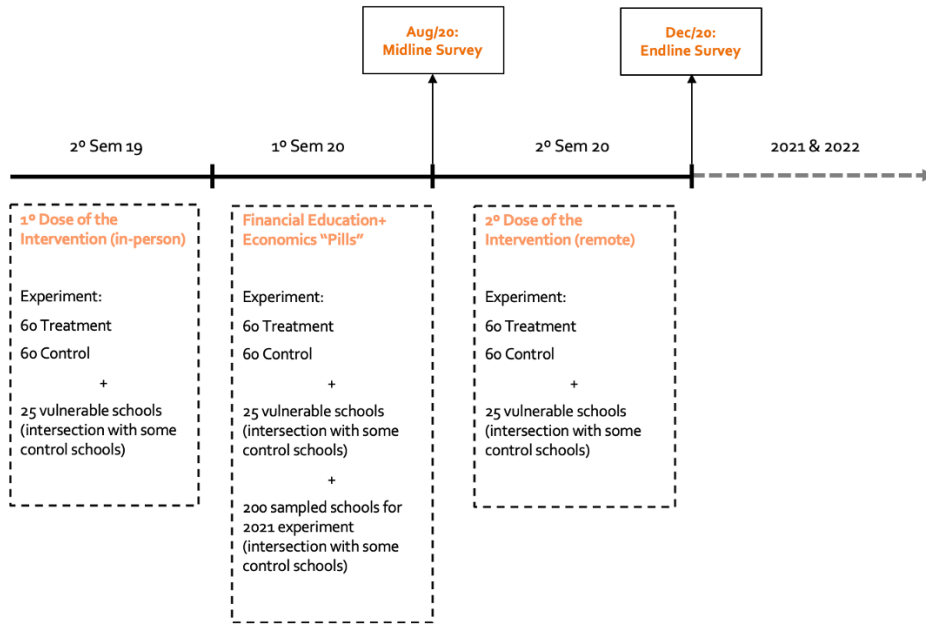 Aug/20:
Midline Survey
Dec/20:
Endline Survey
2º Sem 19
1º Sem 20
2º Sem 20
2021 & 2022
1º Dose of the
Intervention (in-person)
Experiment:
60 Treatment
60 Control
+
25 vulnerable schools
(intersection with some
control schools)
Financial Education+
Economics “Pills”
Experiment:
60 Treatment
60 Control
+
25 vulnerable schools
(intersection with some
control schools)
+
200 sampled schools for
2021 experiment
(intersection with some
control schools)
2º Dose of the
Intervention (remote)
Experiment:
60 Treatment
60 Control
+
25 vulnerable schools
(intersection with some
control schools)